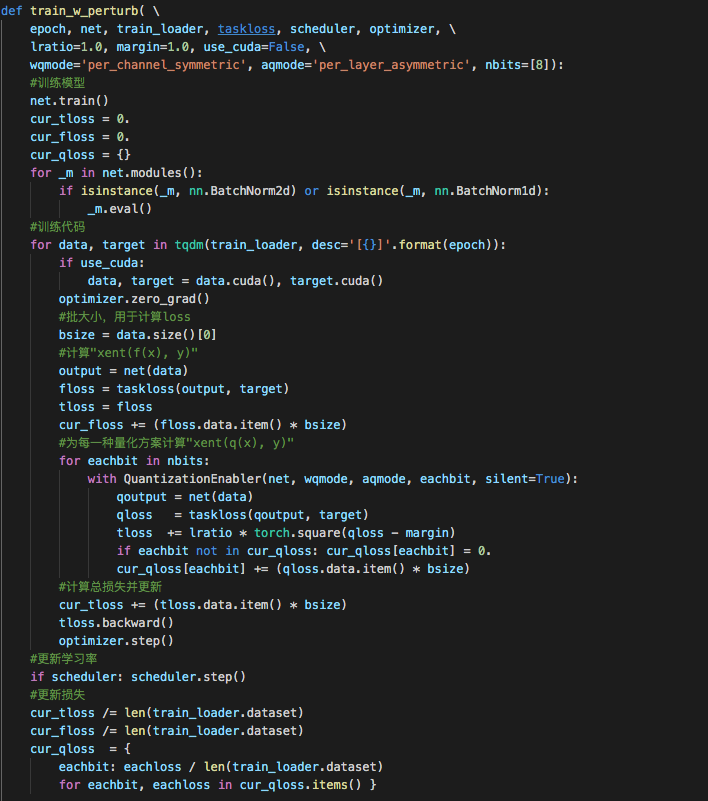 def train_w_perturb( \
    epoch, net, train_loader, taskloss, scheduler, optimizer, \
    lratio=1.0, margin=1.0, use_cuda=False, \
    wqmode='per_channel_symmetric', aqmode='per_layer_asymmetric', nbits=[8]):
    #训练模型
    net.train()
    cur_tloss = 0.
    cur_floss = 0.
    cur_qloss = {}
    for _m in net.modules():
        if isinstance(_m, nn.BatchNorm2d) or isinstance(_m, nn.BatchNorm1d):
            _m.eval()
    #训练代码
    for data, target in tqdm(train_loader, desc='[{}]'.format(epoch)):
        if use_cuda:
            data, target = data.cuda(), target.cuda()
        optimizer.zero_grad()
        #批大小，用于计算loss
        bsize = data.size()[0]
        #计算"xent(f(x), y)"
        output = net(data)
        floss = taskloss(output, target)
        tloss = floss
        cur_floss += (floss.data.item() * bsize)
        #为每一种量化方案计算"xent(q(x), y)"
        for eachbit in nbits:
            with QuantizationEnabler(net, wqmode, aqmode, eachbit, silent=True):
                qoutput = net(data)
                qloss   = taskloss(qoutput, target)
                tloss  += lratio * torch.square(qloss - margin)
                if eachbit not in cur_qloss: cur_qloss[eachbit] = 0.
                cur_qloss[eachbit] += (qloss.data.item() * bsize)
        #计算总损失并更新
        cur_tloss += (tloss.data.item() * bsize)
        tloss.backward()
        optimizer.step()
    #更新学习率
    if scheduler: scheduler.step()
    #更新损失
    cur_tloss /= len(train_loader.dataset)
    cur_floss /= len(train_loader.dataset)
    cur_qloss  = {
        eachbit: eachloss / len(train_loader.dataset)
        for eachbit, eachloss in cur_qloss.items() }